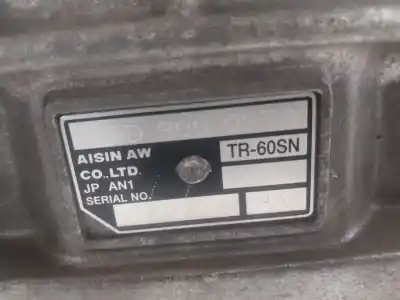 AISIN AW
CO.,LTD.
TR-60SN
JP AN1
SERIAL NO.